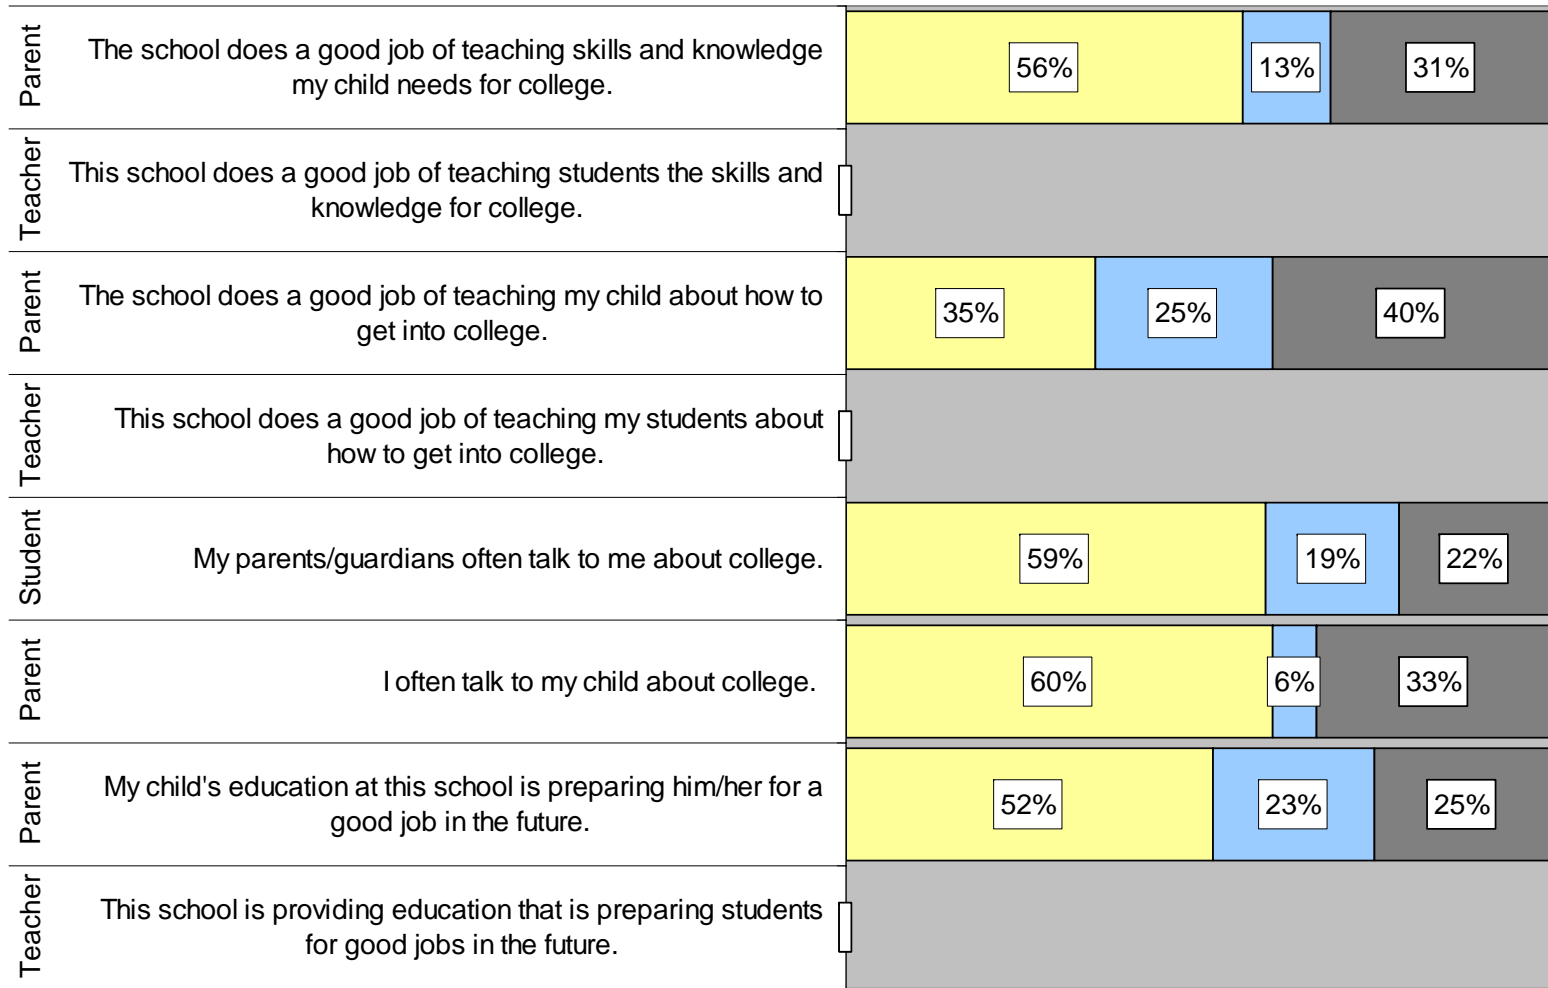 Parent
The school does a good job of teaching skills and knowledge
my child needs for college.
56%
13%
31%
Teacher
This school does a good job of teaching students the skills and
knowledge for college.
Parent
The school does a good job of teaching my child about how to
get into college.
35%
25%
40%
Teacher
This school does a good job of teaching my students about
how to get into college.
Student
My parents/guardians often talk to me about college.
59%
19%
22%
Parent
I often talk to my child about college.
60%
6%
33%
Parent
My child's education at this school is preparing him/her for a
good job in the future.
52%
23%
25%
Teacher
This school is providing education that is preparing students
for good jobs in the future.